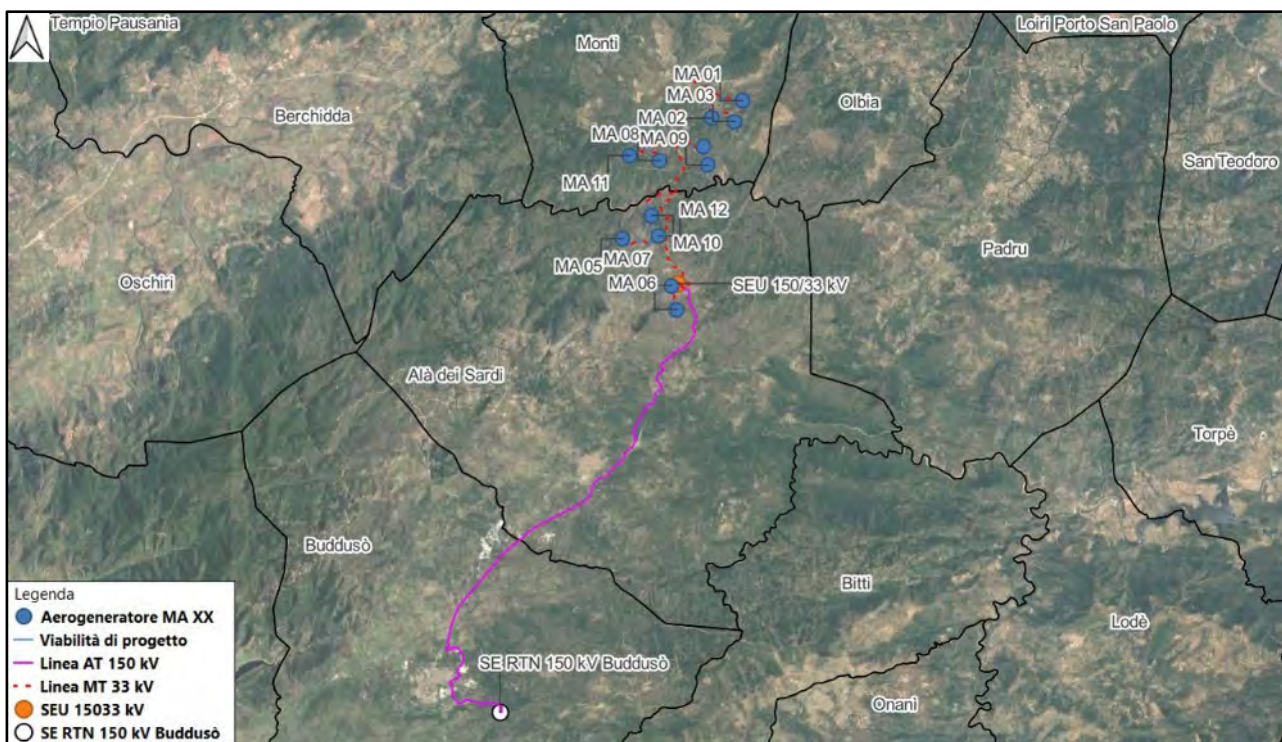 Tempio Pausania
Loiri Porto San Paolo
Monti
MA 01
MA 03
Olbia
Berchidda
MA 02
MA 08
MA 09
San Teodoro
MA 11
MA 12
MA 10
Padru
MA 07
MA 05
Oschiri
MA 06
SEU 150/33 kV
Alà dei Sardi
Torpè
Buddusò
Bitti
Lodè
SE RTN 150 kV Buddusò
Onanì
Legenda
Aerogeneratore MA XX
Viabilità di progetto
Linea AT 150 kV
Linea MT 33 kV
SEU 15033 kV
SE RTN 150 kV Buddusò